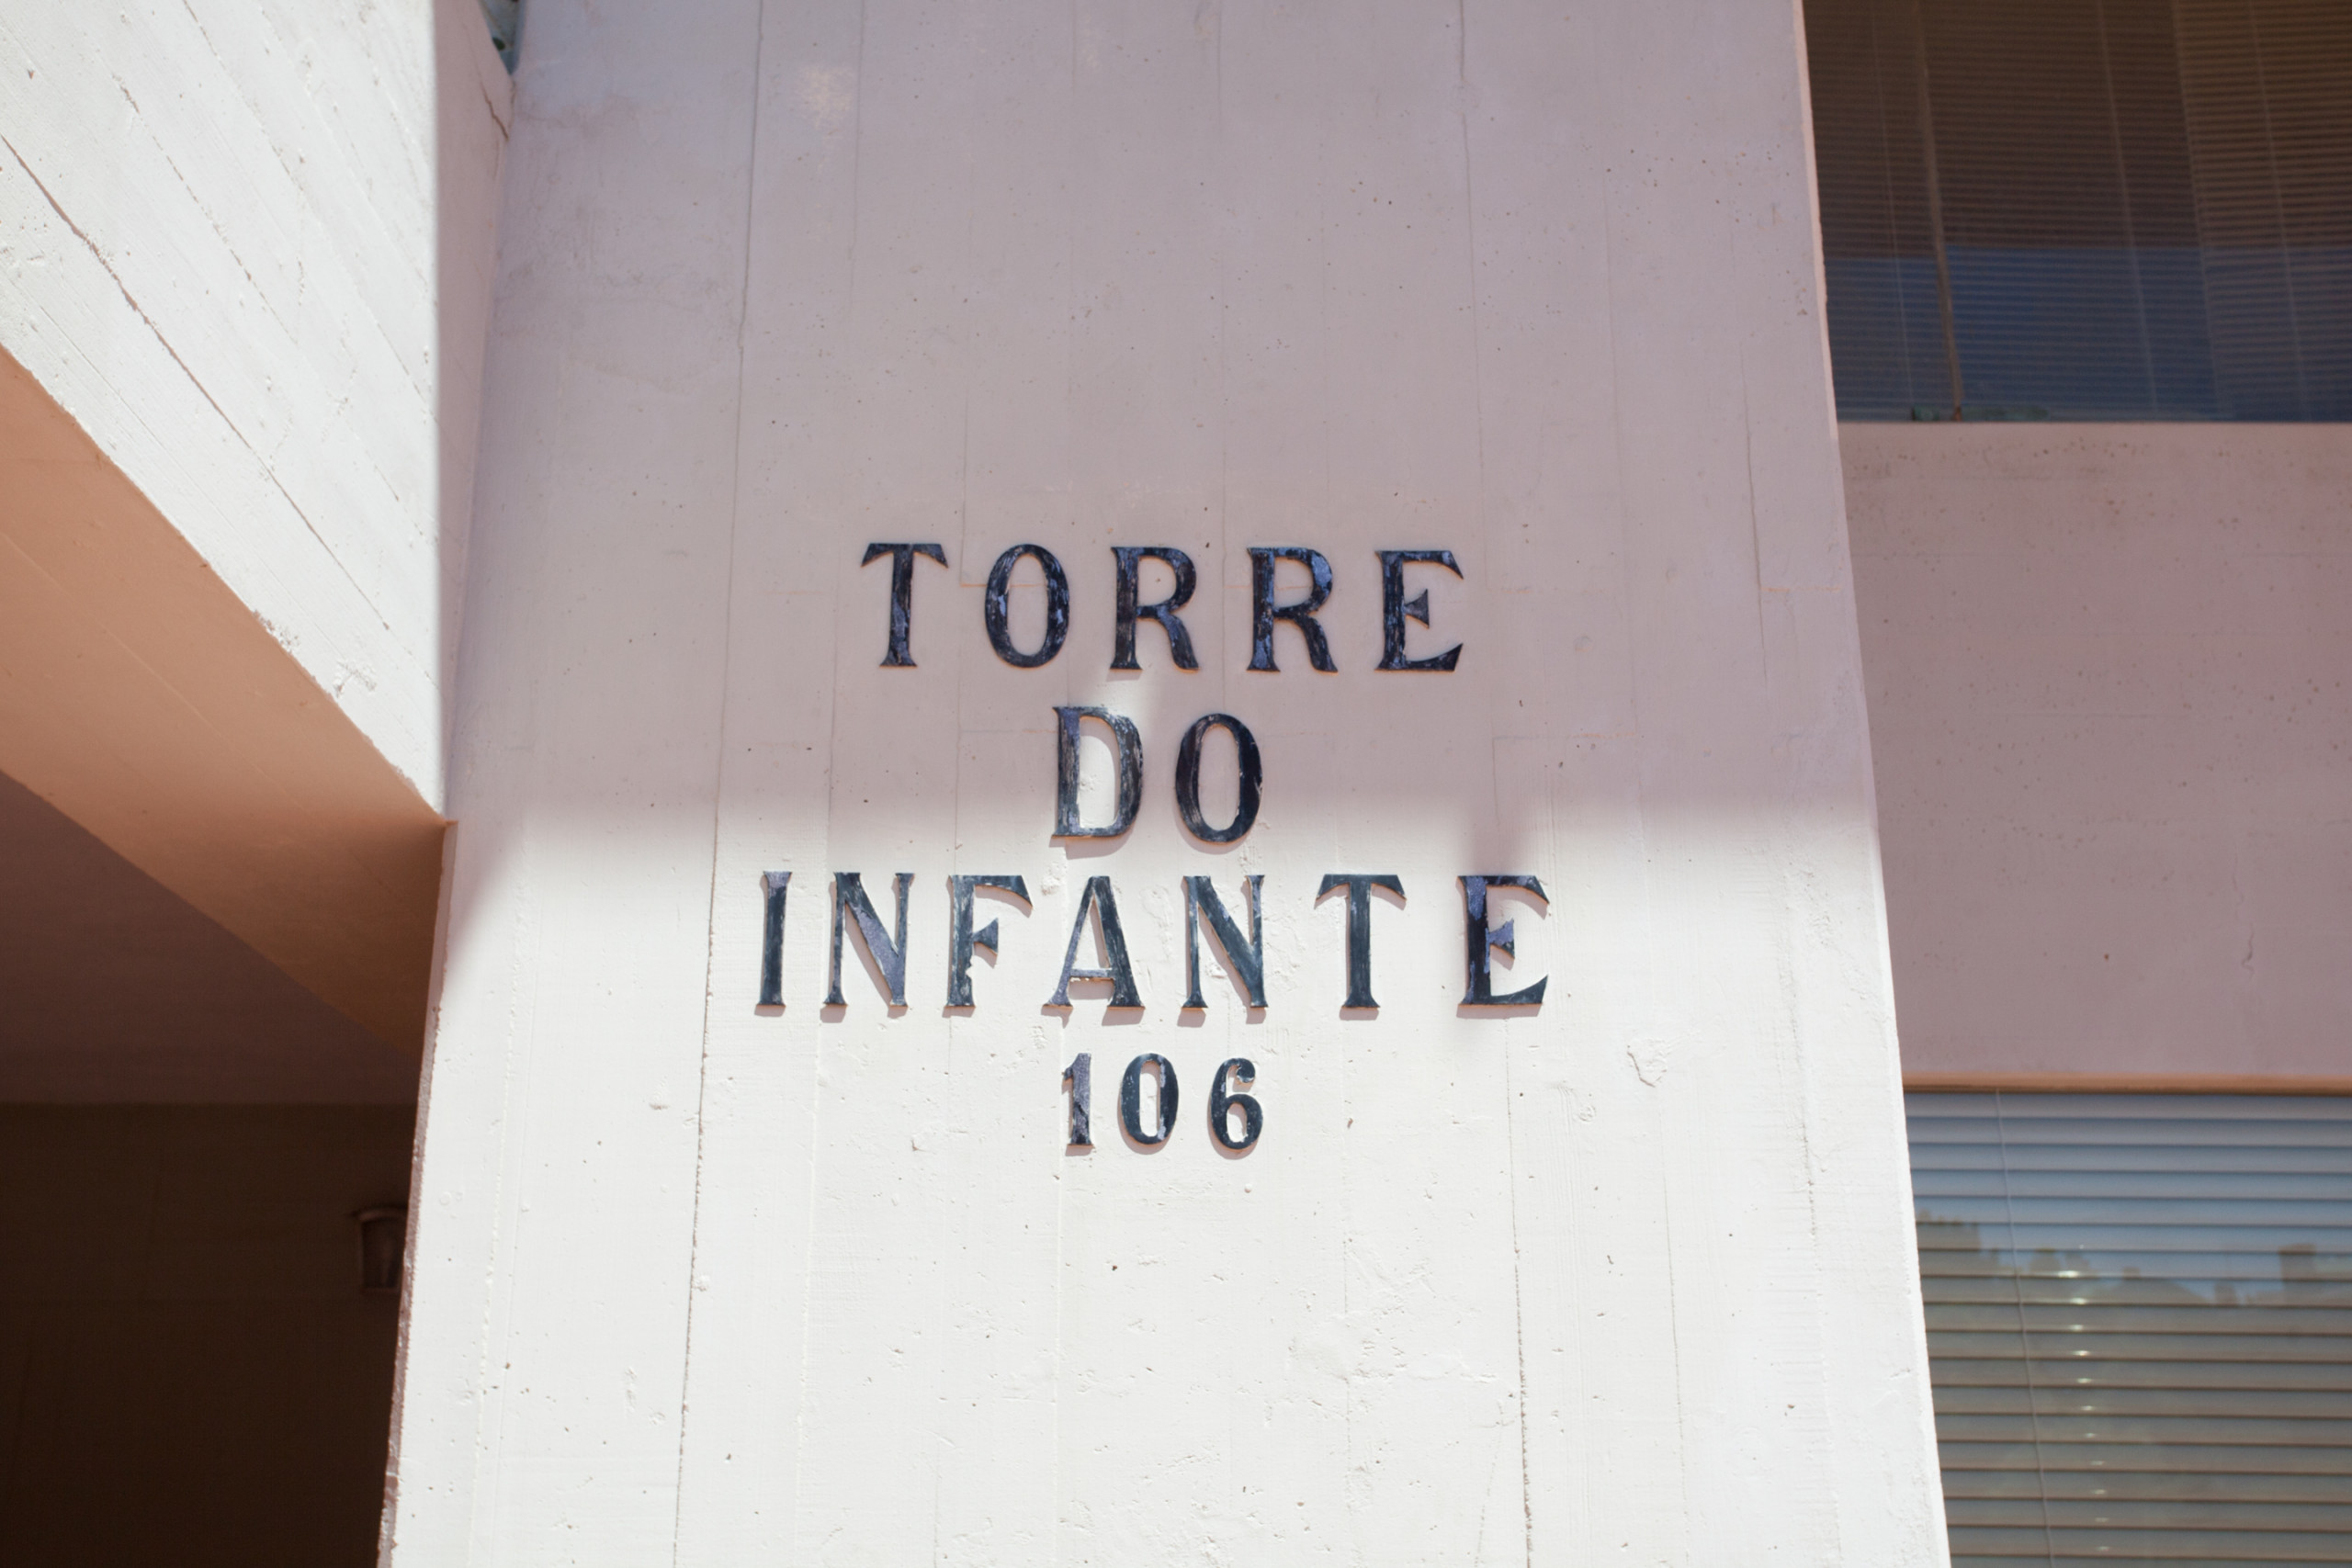 TORRE
DO
INFANTE
106